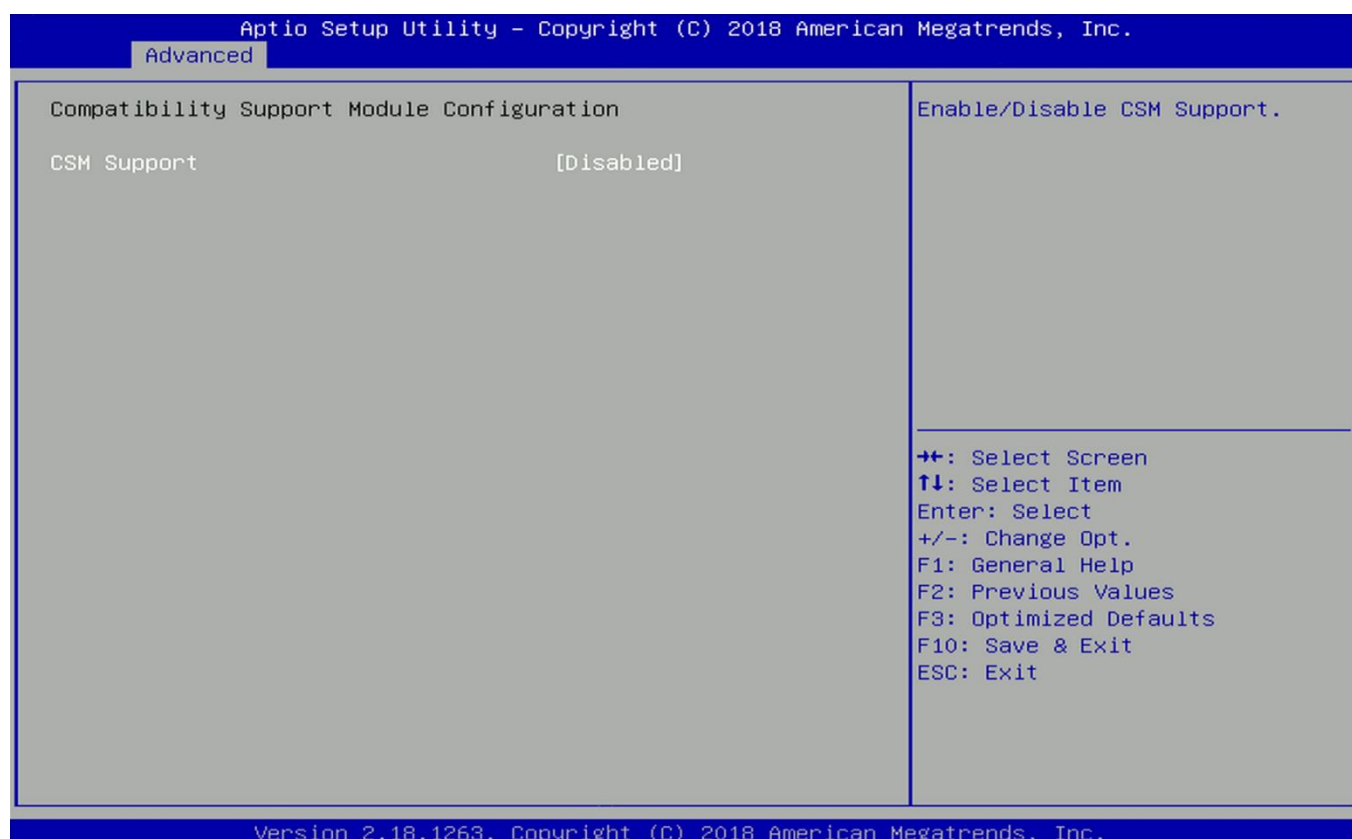 Aptio Setup Utility – Copyright (C) 2018 American Megatrends, Inc.
Advanced
Compatibility Support Module Configuration
CSM Support [Disabled]
Enable/Disable CSM Support.
→←: Select Screen
↑↓: Select Item
Enter: Select
+/-: Change Opt.
F1: General Help
F2: Previous Values
F3: Optimized Defaults
F10: Save & Exit
ESC: Exit
Version 2.18.1263. Copyright (C) 2018 American Megatrends, Inc.